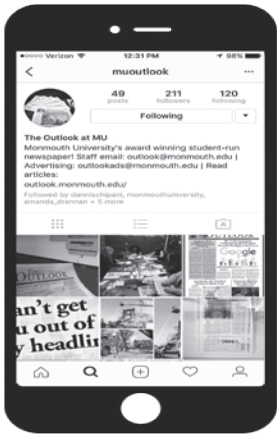 Verizon 12:31 PM 98%
muoutlook
49 211 120
posts followers following
Following
The Outlook at MU
Monmouth University's award winning student-run
newspaper! Staff email: outlook@monmouth.edu |
Advertising: outlookads@monmouth.edu | Read
articles:
outlook.monmouth.edu/
Followed by dannischipani, monmouthuniversity,
amanda_drennan + 5 more
OUTLOOK
Google
an't get
u out of
y headlin